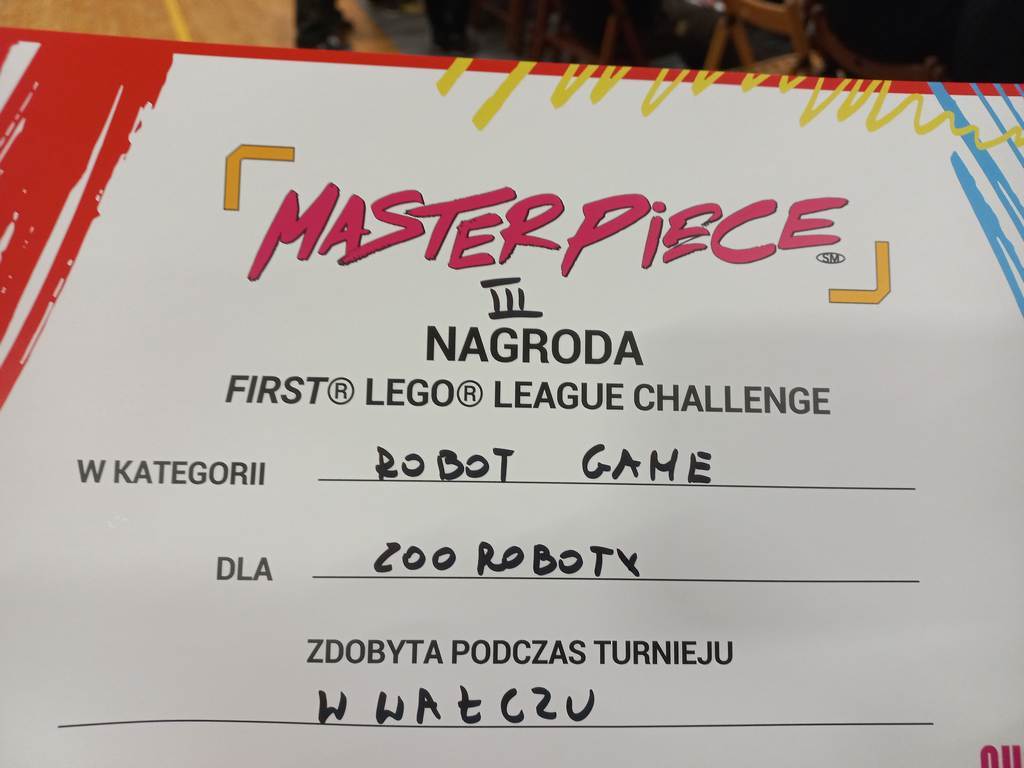 MASTERPIECE SM
III
NAGRODA
FIRST® LEGO® LEAGUE CHALLENGE
W KATEGORII ROBOT GAME
DLA ZOO ROBOTY
ZDOBYTA PODCZAS TURNIEJU
W WAŁCZU